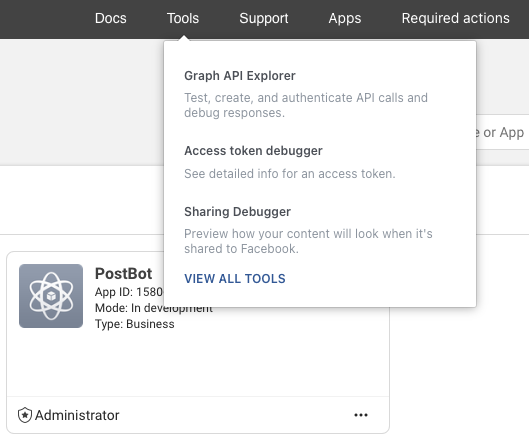 Docs Tools Support Apps Required actions
Graph API Explorer
Test, create, and authenticate API calls and
debug responses.
Access token debugger
See detailed info for an access token.
Sharing Debugger
Preview how your content will look when it's
shared to Facebook.
VIEW ALL TOOLS
or App
PostBot
App ID: 1580
Mode: In development
Type: Business
Administrator